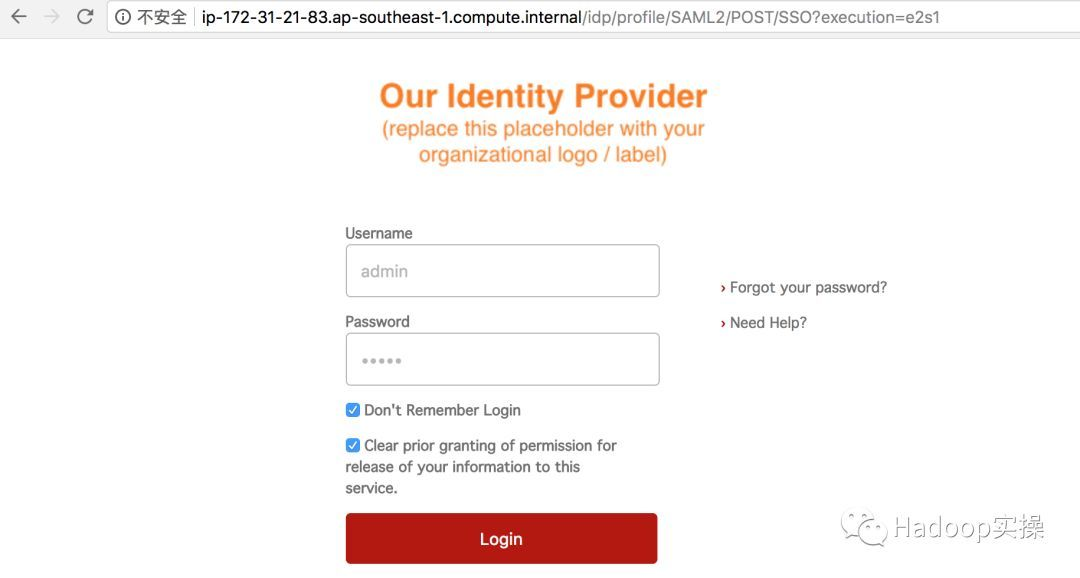 不安全 ip-172-31-21-83.ap-southeast-1.compute.internal/idp/profile/SAML2/POST/SSO?execution=e2s1
Our Identity Provider
(replace this placeholder with your
organizational logo / label)
Username
admin
Password
•••••
Don't Remember Login
Clear prior granting of permission for
release of your information to this
service.
Login
› Forgot your password?
› Need Help?
Hadoop实操